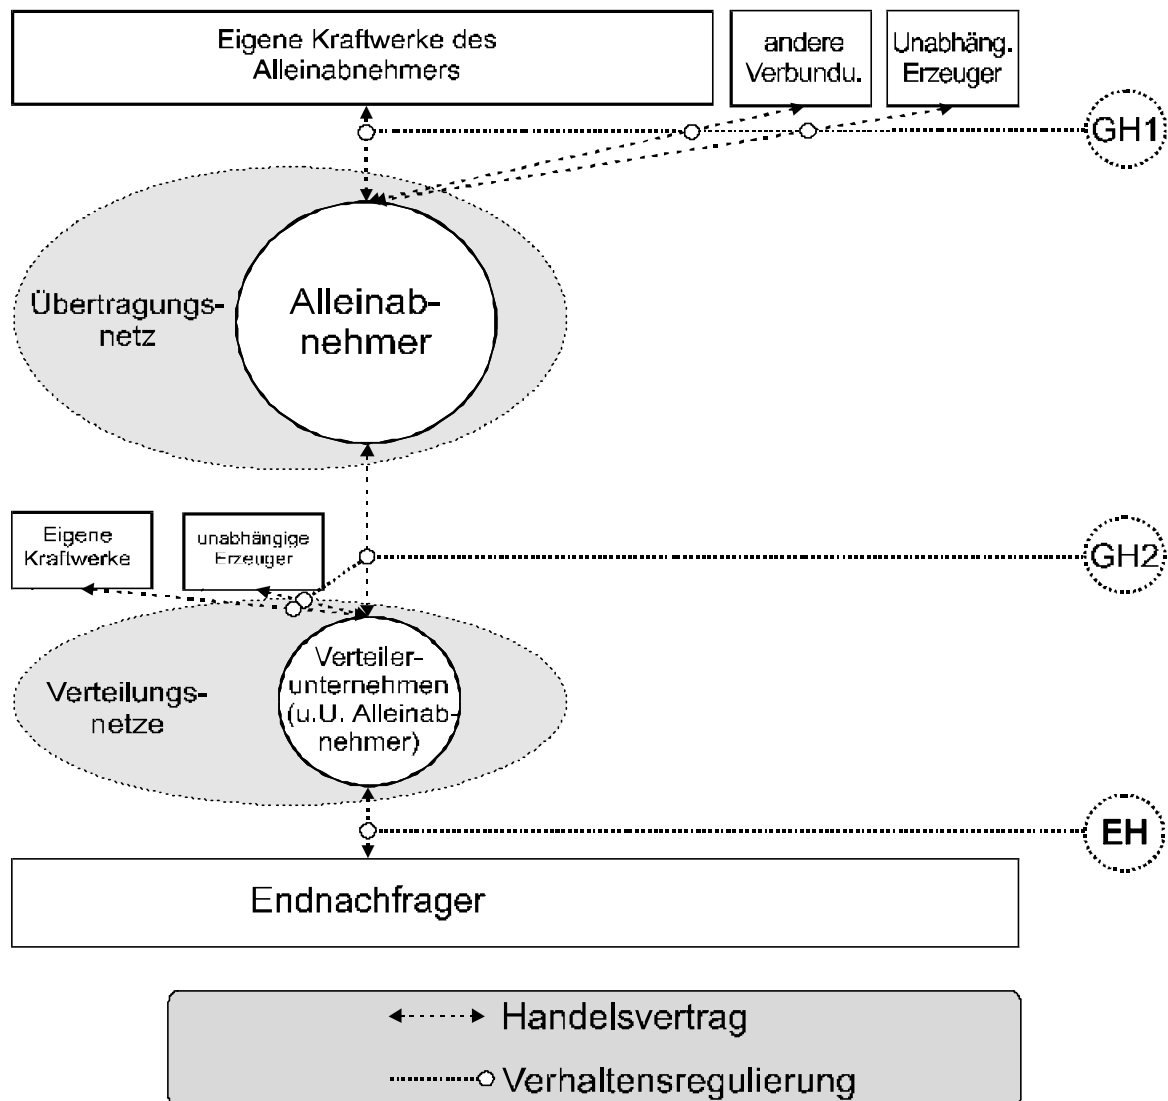 Eigene Kraftwerke des
Alleinabnehmers
andere
Verbundu.
Unabhäng.
Erzeuger
GH1
Übertragungs-
netz
Alleinab-
nehmer
Eigene
Kraftwerke
unabhängige
Erzeuger
GH2
Verteilungs-
netze
Verteiler-
unternehmen
(u.U. Alleinab-
nehmer)
EH
Endnachfrager
Handelsvertrag
Verhaltensregulierung